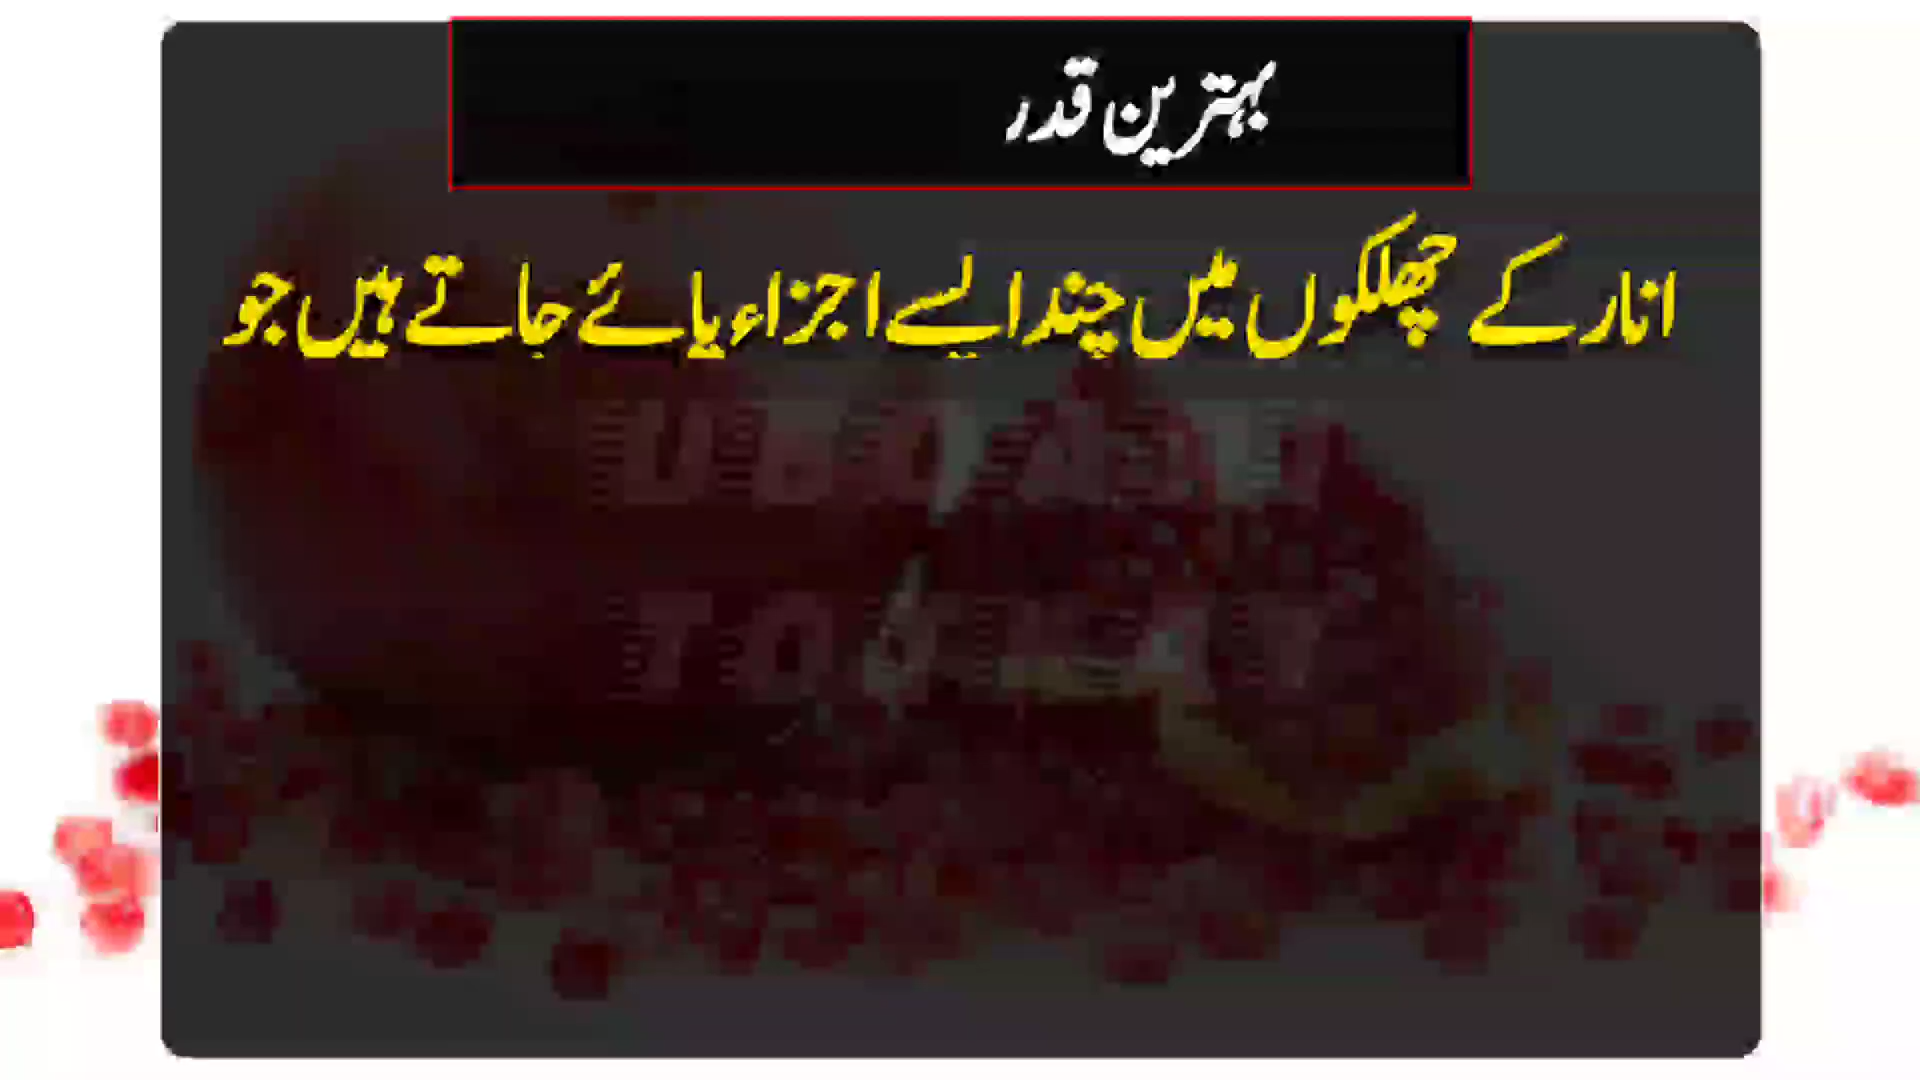 بہترین قدر
انار کے چھلکوں میں چند ایسے اجزاء پائے جاتے ہیں جو